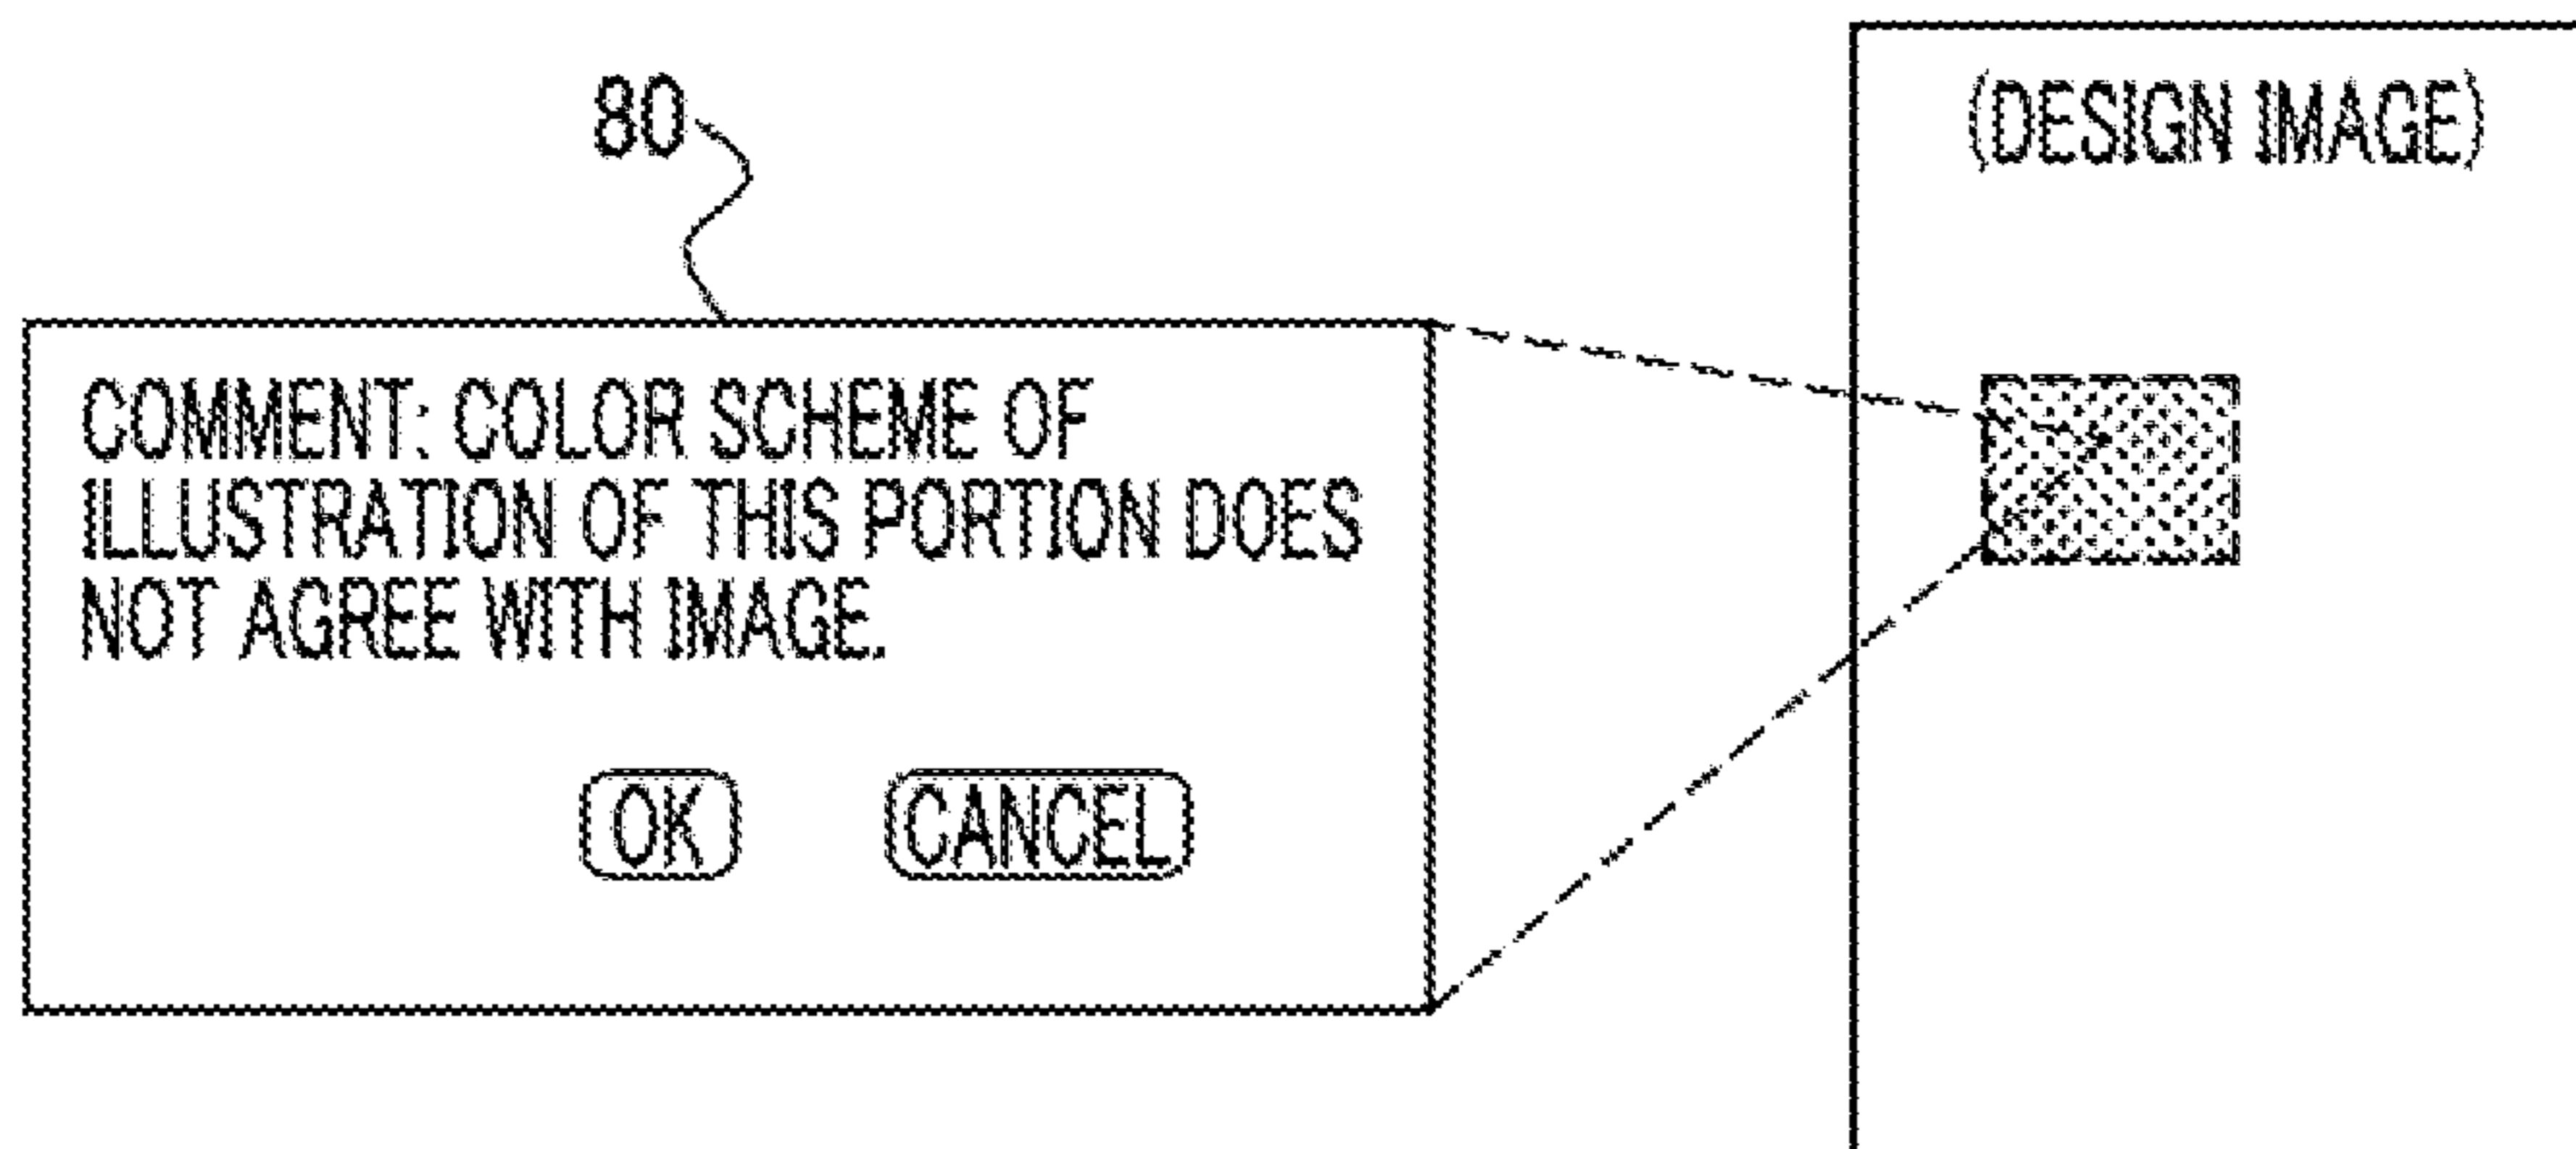 80
(DESIGN IMAGE)
COMMENT: COLOR SCHEME OF
ILLUSTRATION OF THIS PORTION DOES
NOT AGREE WITH IMAGE.
OK
CANCEL